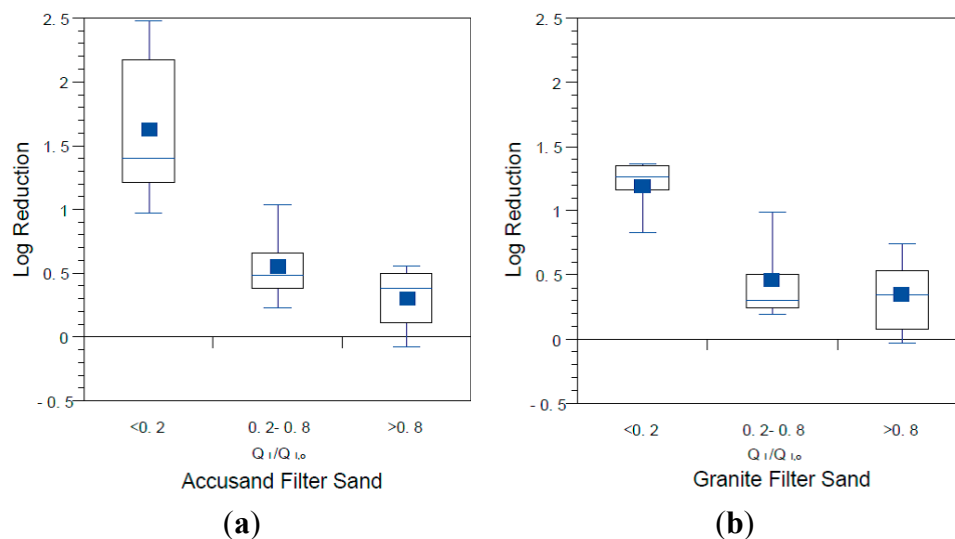 2.5
2
1.5
1
0.5
0
- 0.5
Log Reduction
<0. 2
0. 2- 0. 8
>0. 8
Q I/Q I,o
Accusand Filter Sand
(a)
2.5
2
1.5
1
0.5
0
- 0.5
Log Reduction
<0. 2
0. 2- 0. 8
>0. 8
Q I/Q I,o
Granite Filter Sand
(b)